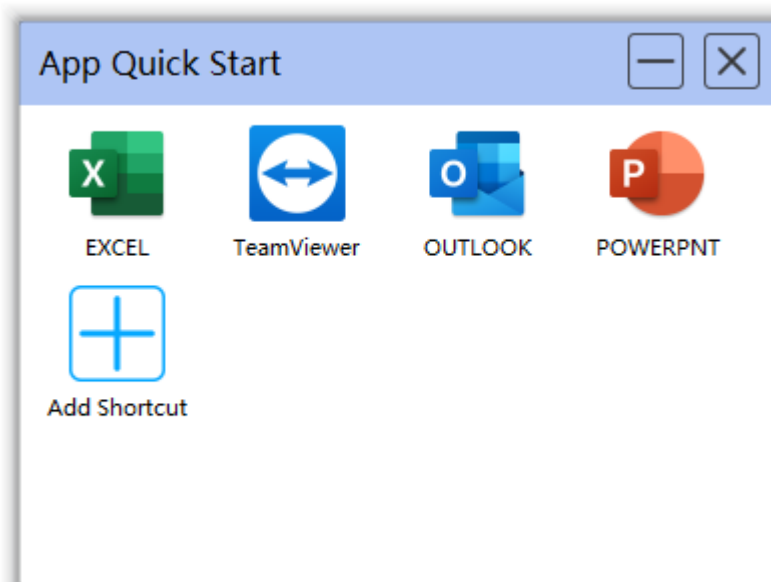 App Quick Start
X
O
P
EXCEL TeamViewer OUTLOOK POWERPNT
Add Shortcut